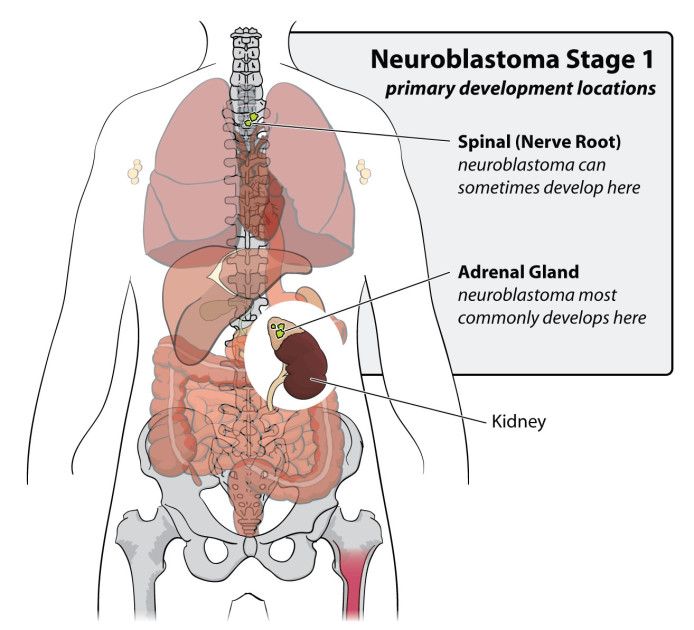 Neuroblastoma Stage 1
primary development locations
Spinal (Nerve Root)
neuroblastoma can
sometimes develop here
Adrenal Gland
neuroblastoma most
commonly develops here
Kidney